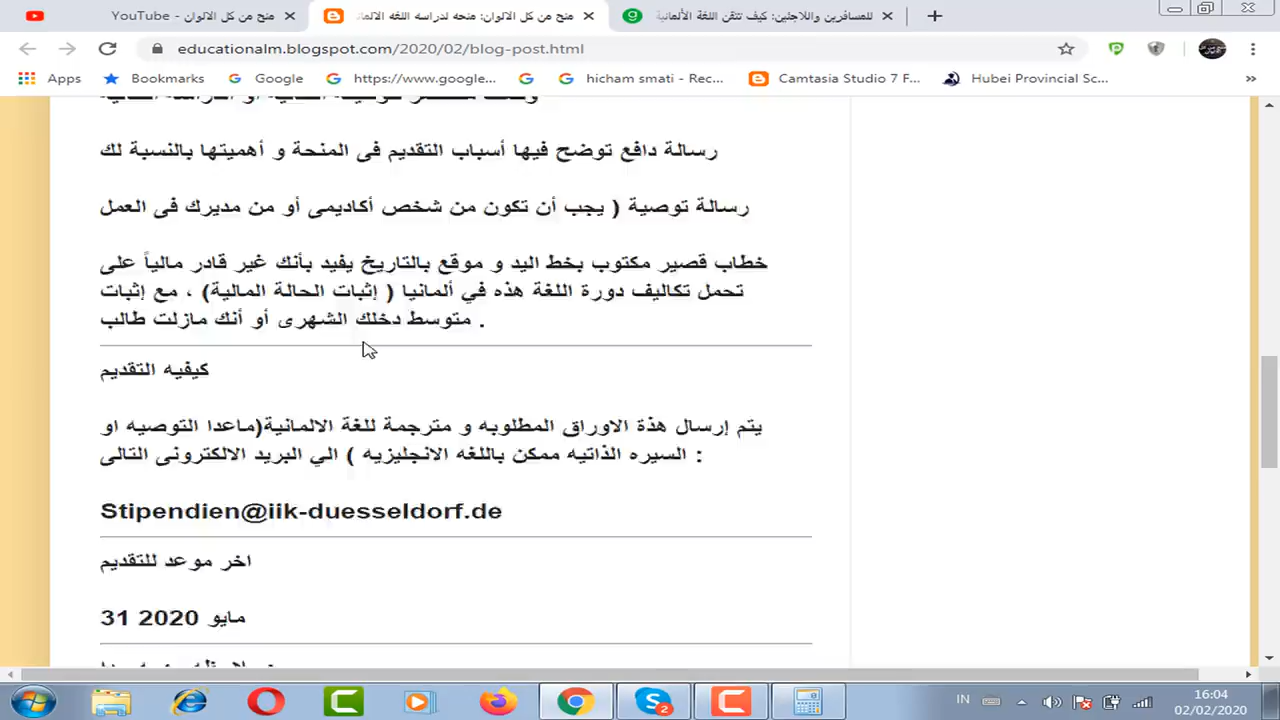 منح من كل الالوان - YouTube
منح من كل الالوان: منحه لدراسه اللغه الالمان
للمسافرين واللاجئين: كيف تتقن اللغة الألمانية
educationalm.blogspot.com/2020/02/blog-post.html
Apps
Bookmarks
Google
https://www.google...
hicham smati - Rec...
Camtasia Studio 7 F...
Hubei Provincial Sc...
»
رسالة دافع توضح فيها أسباب التقديم فى المنحة و أهميتها بالنسبة لك
رسالة توصية ( يجب أن تكون من شخص أكاديمى أو من مديرك فى العمل
خطاب قصير مكتوب بخط اليد و موقع بالتاريخ يفيد بأنك غير قادر مالياً على
تحمل تكاليف دورة اللغة هذه في ألمانيا ( إثبات الحالة المالية) ، مع إثبات
متوسط دخلك الشهرى أو أنك مازلت طالب .
كيفيه التقديم
يتم إرسال هذة الاوراق المطلوبه و مترجمة للغة الالمانية(ماعدا التوصيه او
السيره الذاتيه ممكن باللغه الانجليزيه ) الي البريد الالكترونى التالى :
Stipendien@iik-duesseldorf.de
اخر موعد للتقديم
31 مايو 2020
IN
16:04
02/02/2020